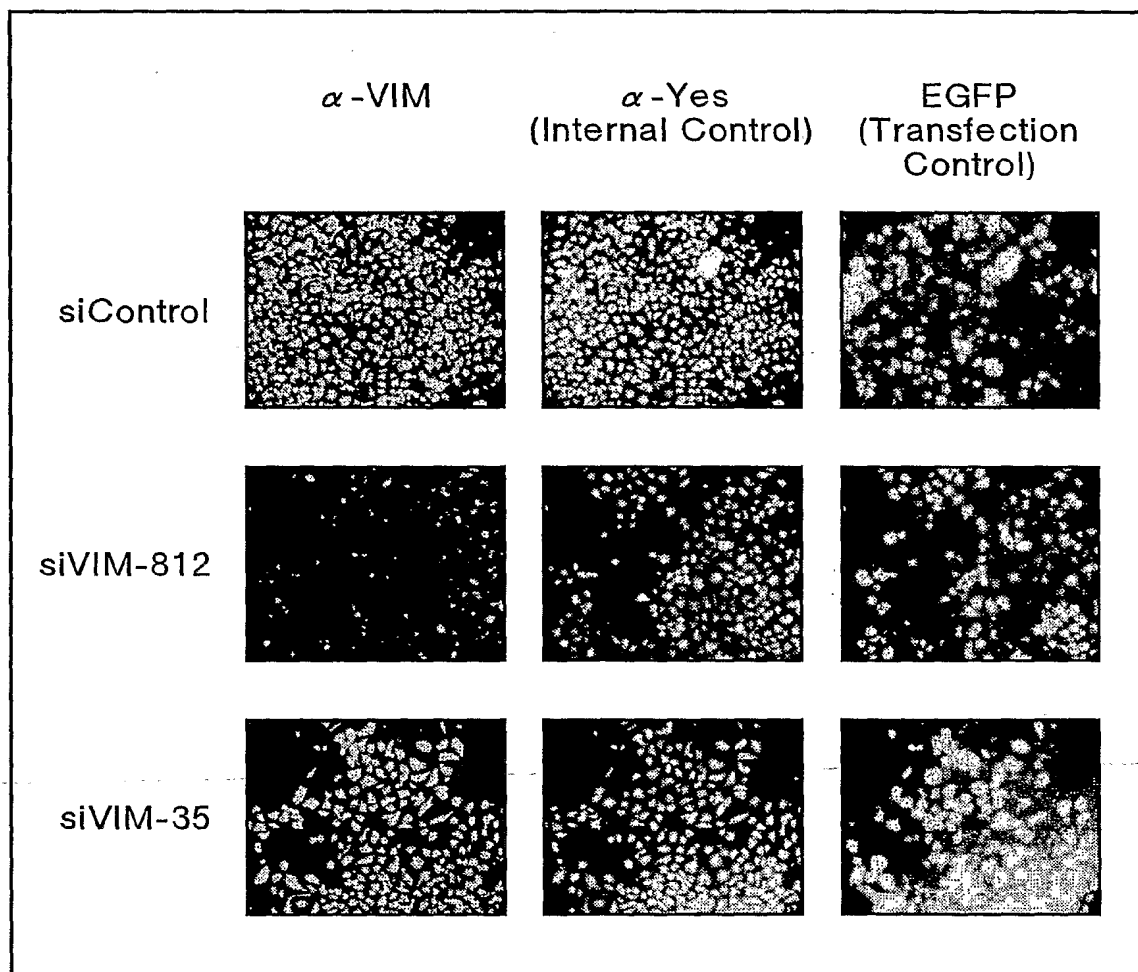 α-VIM
α-Yes
(Internal Control)
EGFP
(Transfection
Control)
siControl
siVIM-812
siVIM-35